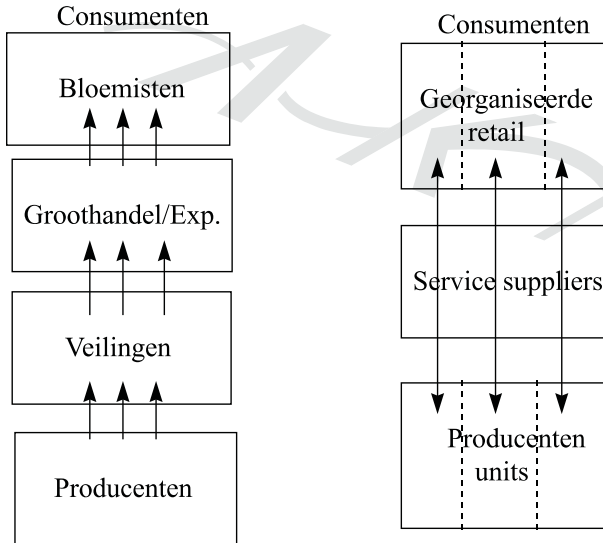 Consumenten
Bloemisten
Groothandel/Exp.
Veilingen
Producenten
Consumenten
Georganiseerde
retail
Service suppliers
Producenten
units